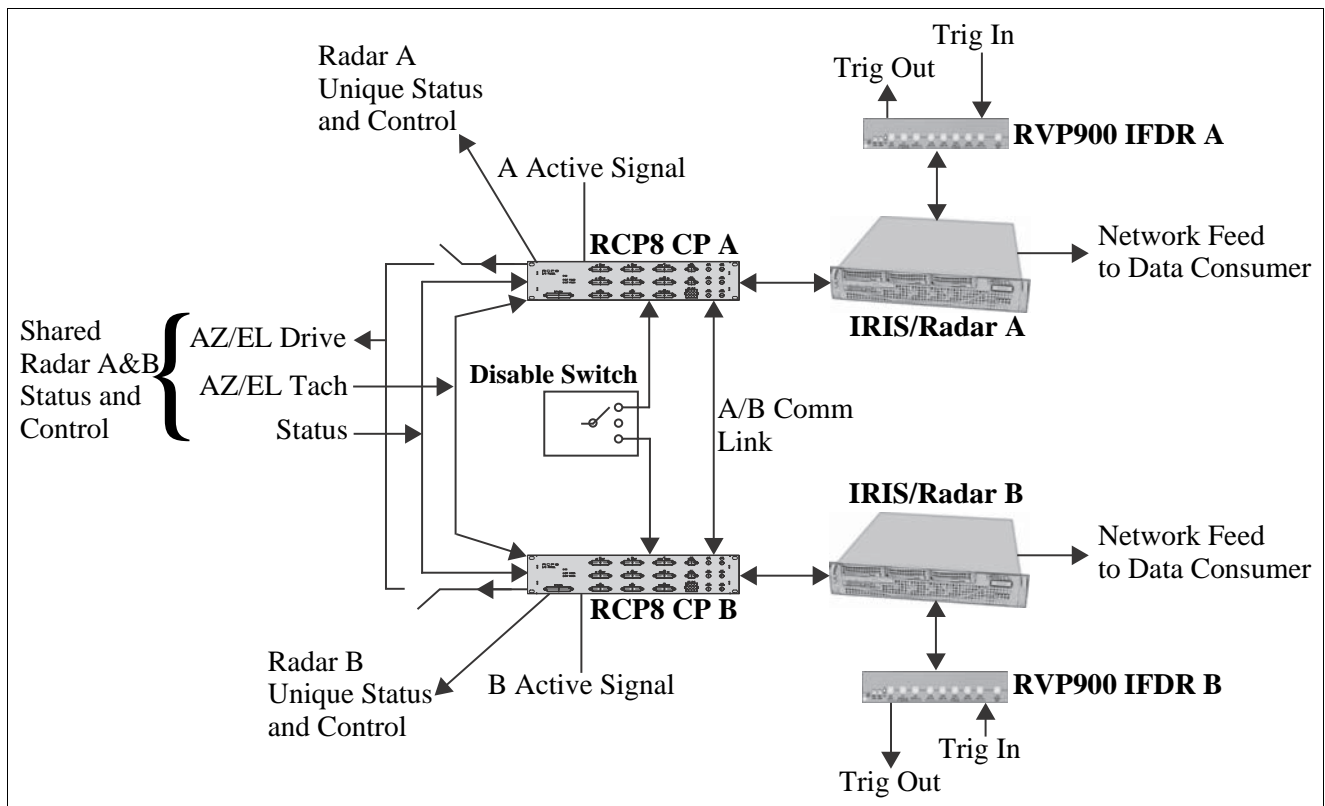 Radar A
Unique Status
and Control
A Active Signal
Trig In
Trig Out
RVP900 IFDR A
RCP8 CP A
Network Feed
to Data Consumer
IRIS/Radar A
Shared
Radar A&B
Status and
Control
AZ/EL Drive
AZ/EL Tach
Status
Disable Switch
A/B Comm
Link
IRIS/Radar B
Network Feed
to Data Consumer
RCP8 CP B
Radar B
Unique Status
and Control
B Active Signal
RVP900 IFDR B
Trig In
Trig Out